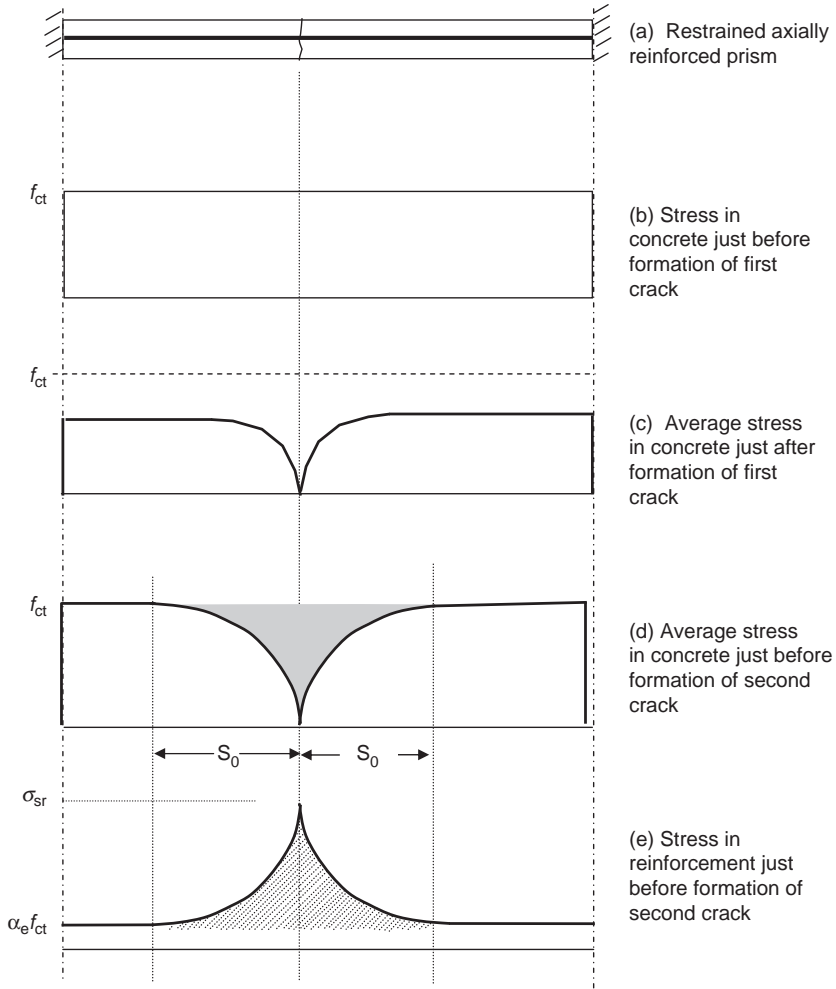 (a) Restrained axially
reinforced prism
f_ct
(b) Stress in
concrete just before
formation of first
crack
f_ct
(c) Average stress
in concrete just after
formation of first
crack
f_ct
(d) Average stress
in concrete just before
formation of second
crack
S_0 S_0
σ_sr
(e) Stress in
reinforcement just
before formation of
second crack
α_e f_ct